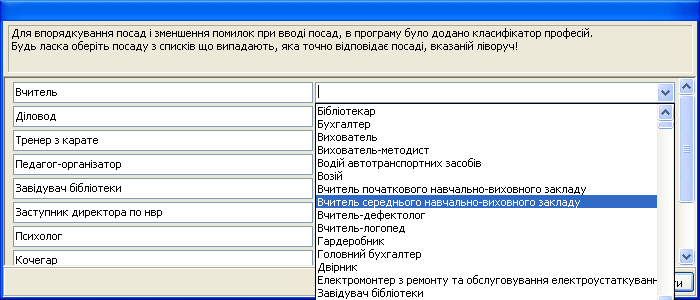 Для впорядкування посад і зменшення помилок при вводі посад, в програму було додано класифікатор професій.
Будь ласка оберіть посаду з списків що випадають, яка точно відповідає посаді, вказаній ліворуч!
Вчитель
Діловод
Тренер з карате
Педагог-організатор
Завідувач бібліотеки
Заступник директора по нвр
Психолог
Кочегар
Бібліотекар
Бухгалтер
Вихователь
Вихователь-методист
Водій автотранспортних засобів
Возій
Вчитель початкового навчально-виховного закладу
Вчитель середнього навчально-виховного закладу
Вчитель-дефектолог
Вчитель-логопед
Гардеробник
Головний бухгалтер
Двірник
Електромонтер з ремонту та обслуговування електроустаткуванн
Завідувач бібліотеки